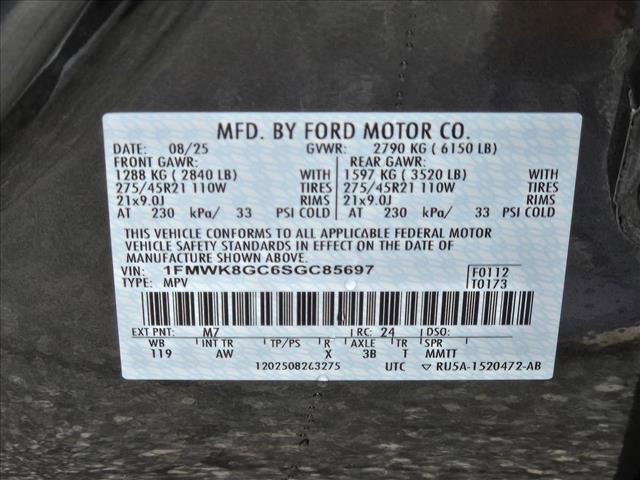 MFD. BY FORD MOTOR CO.
DATE: 08/25 GVWR: 2790 KG ( 6150 LB)
FRONT GAWR: REAR GAWR:
1288 KG ( 2840 LB) WITH 1597 KG ( 3520 LB) WITH
275/45R21 110W TIRES 275/45R21 110W TIRES
21x9.0J RIMS 21x9.0J RIMS
AT 230 kPa/ 33 PSI COLD AT 230 kPa/ 33 PSI COLD
THIS VEHICLE CONFORMS TO ALL APPLICABLE FEDERAL MOTOR
VEHICLE SAFETY STANDARDS IN EFFECT ON THE DATE OF
MANUFACTURE SHOWN ABOVE.
VIN: 1FMWK8GC6SGC85697 F0112
TYPE: MPV T0173
EXT PNT: M7 RC: 24 DSO:
WB INT TR TP/PS R AXLE TR SPR
119 AW X 3B T MMTT
1202508263275 UTC ▽ RU5A-1520472-AB